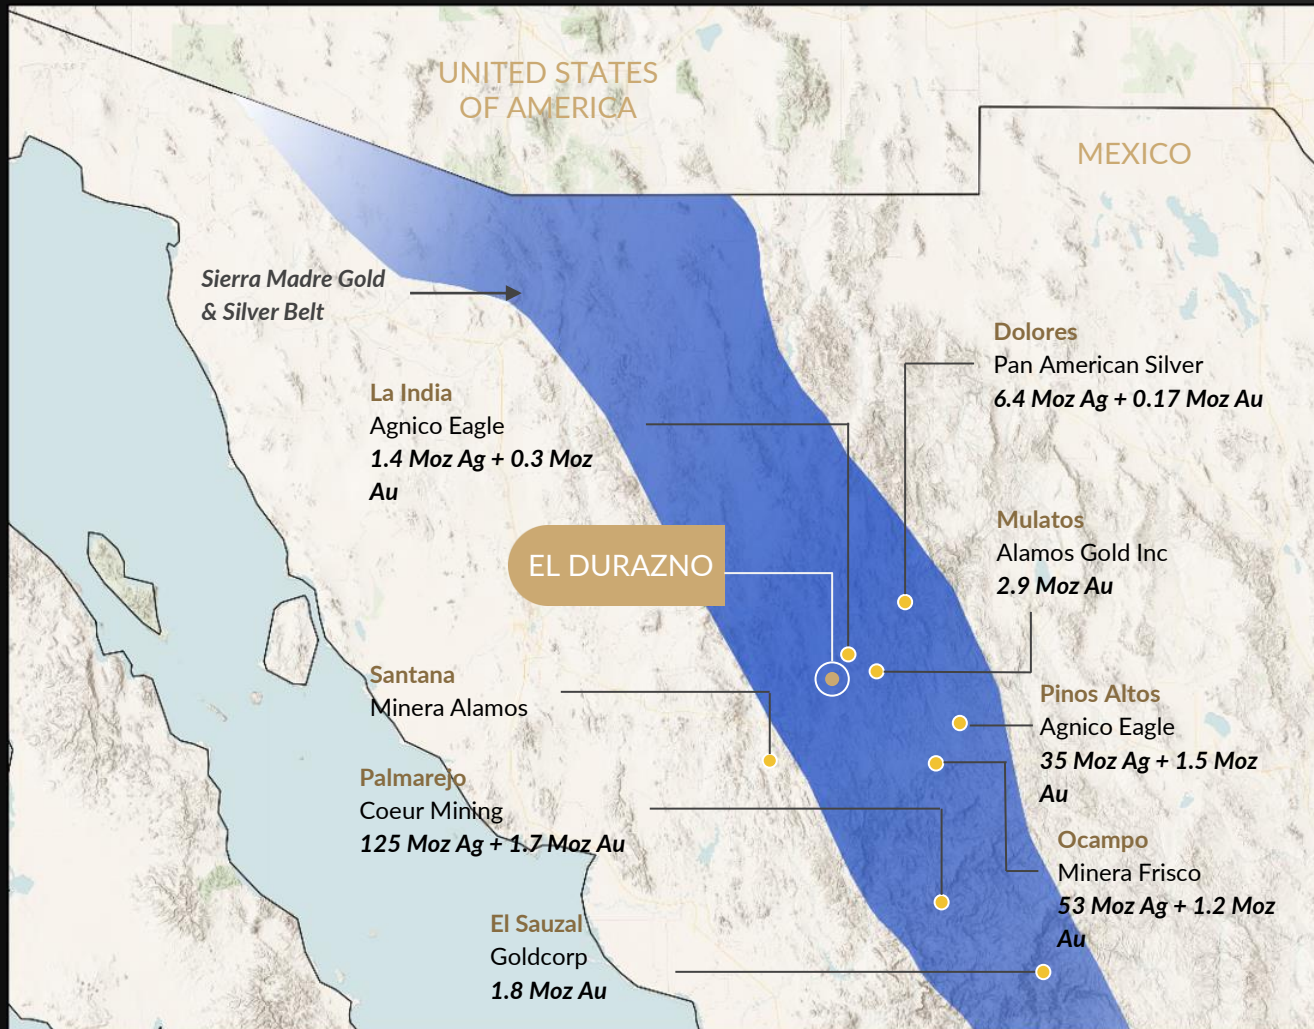 UNITED STATES
OF AMERICA
MEXICO
Sierra Madre Gold
& Silver Belt
Dolores
Pan American Silver
6.4 Moz Ag + 0.17 Moz Au
La India
Agnico Eagle
1.4 Moz Ag + 0.3 Moz
Au
Mulatos
Alamos Gold Inc
2.9 Moz Au
EL DURAZNO
Santana
Minera Alamos
Pinos Altos
Agnico Eagle
35 Moz Ag + 1.5 Moz
Au
Palmarejo
Coeur Mining
125 Moz Ag + 1.7 Moz Au
Ocampo
Minera Frisco
53 Moz Ag + 1.2 Moz
Au
El Sauzal
Goldcorp
1.8 Moz Au